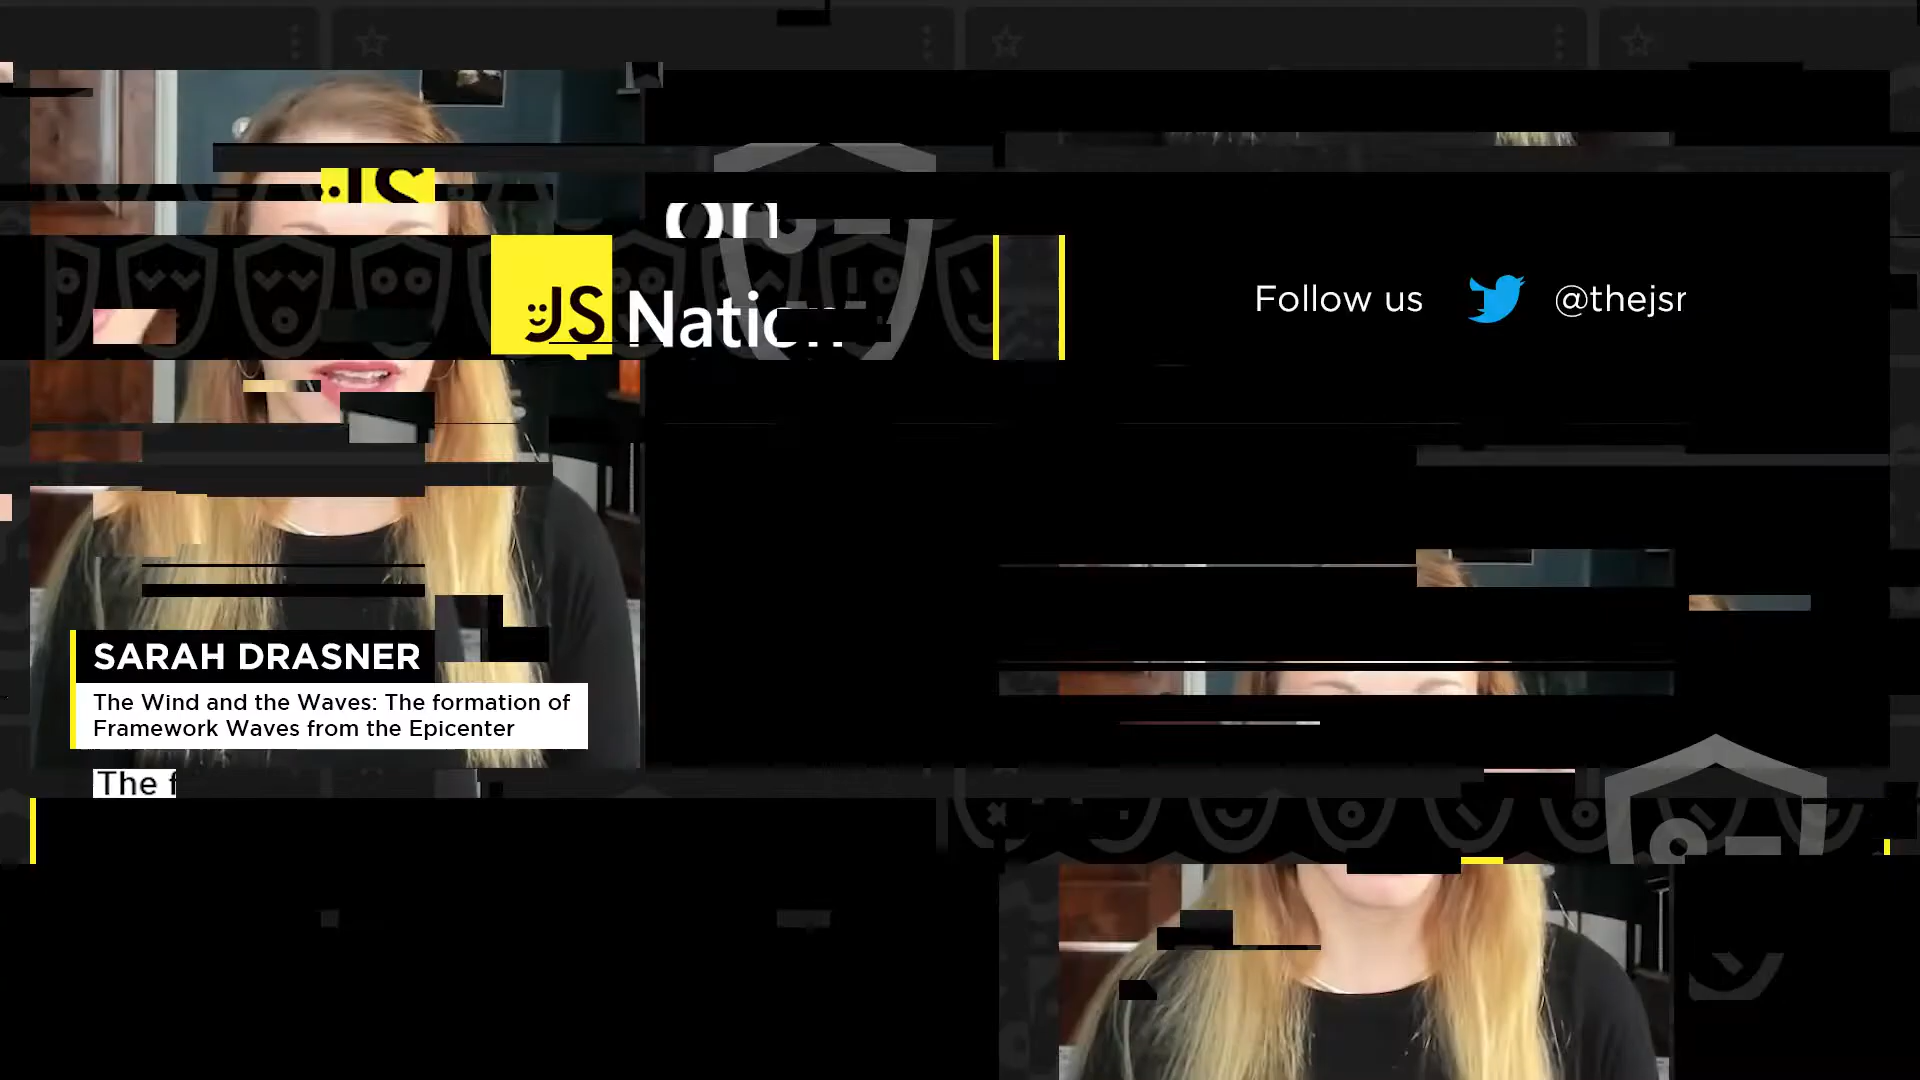 JS
on
JS Nation
Follow us @thejsr
SARAH DRASNER
The Wind and the Waves: The formation of
Framework Waves from the Epicenter
The f